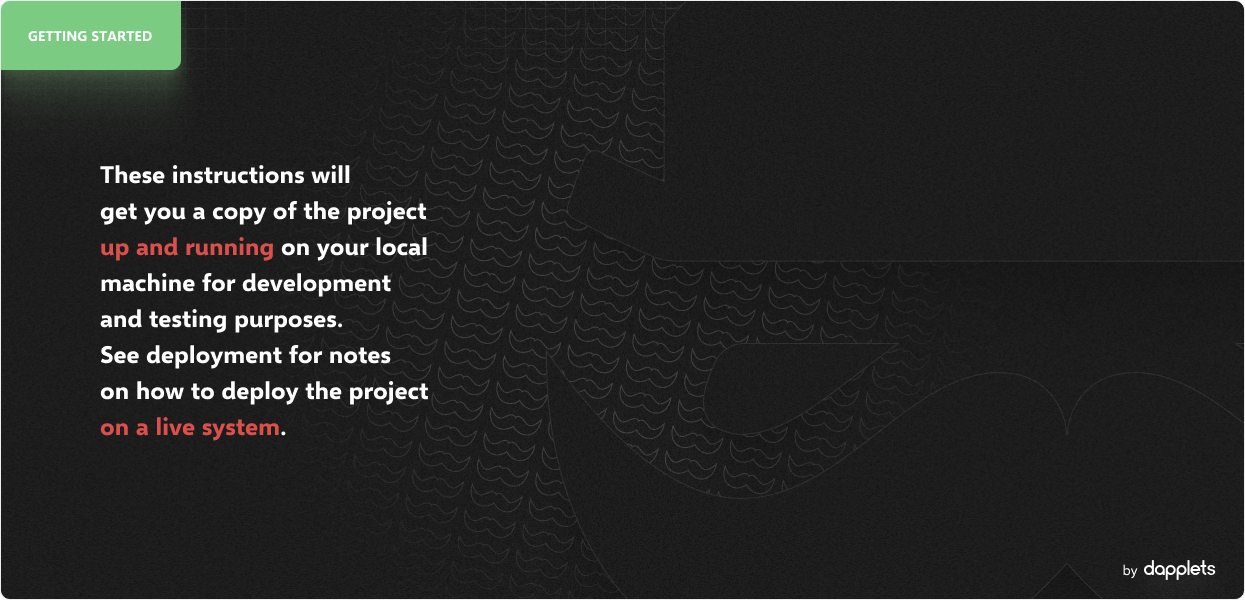 GETTING STARTED
These instructions will
get you a copy of the project
up and running on your local
machine for development
and testing purposes.
See deployment for notes
on how to deploy the project
on a live system.
by dapplets